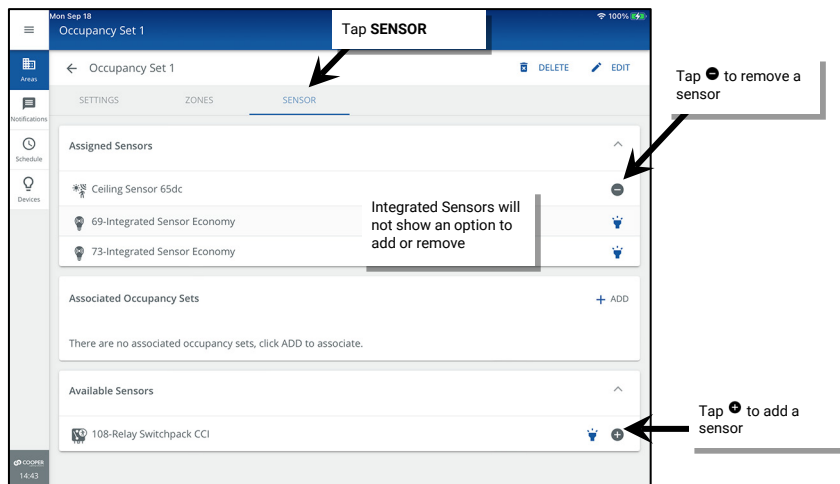 Mon Sep 18
100%
Occupancy Set 1
Tap SENSOR
Areas
Notifications
Schedule
Devices
Occupancy Set 1
DELETE
EDIT
SETTINGS
ZONES
SENSOR
Tap to remove a
sensor
Assigned Sensors
Ceiling Sensor 65dc
69-Integrated Sensor Economy
73-Integrated Sensor Economy
Integrated Sensors will
not show an option to
add or remove
Associated Occupancy Sets
+ ADD
There are no associated occupancy sets, click ADD to associate.
Available Sensors
108-Relay Switchpack CCI
Tap to add a
sensor
COOPER
14:43